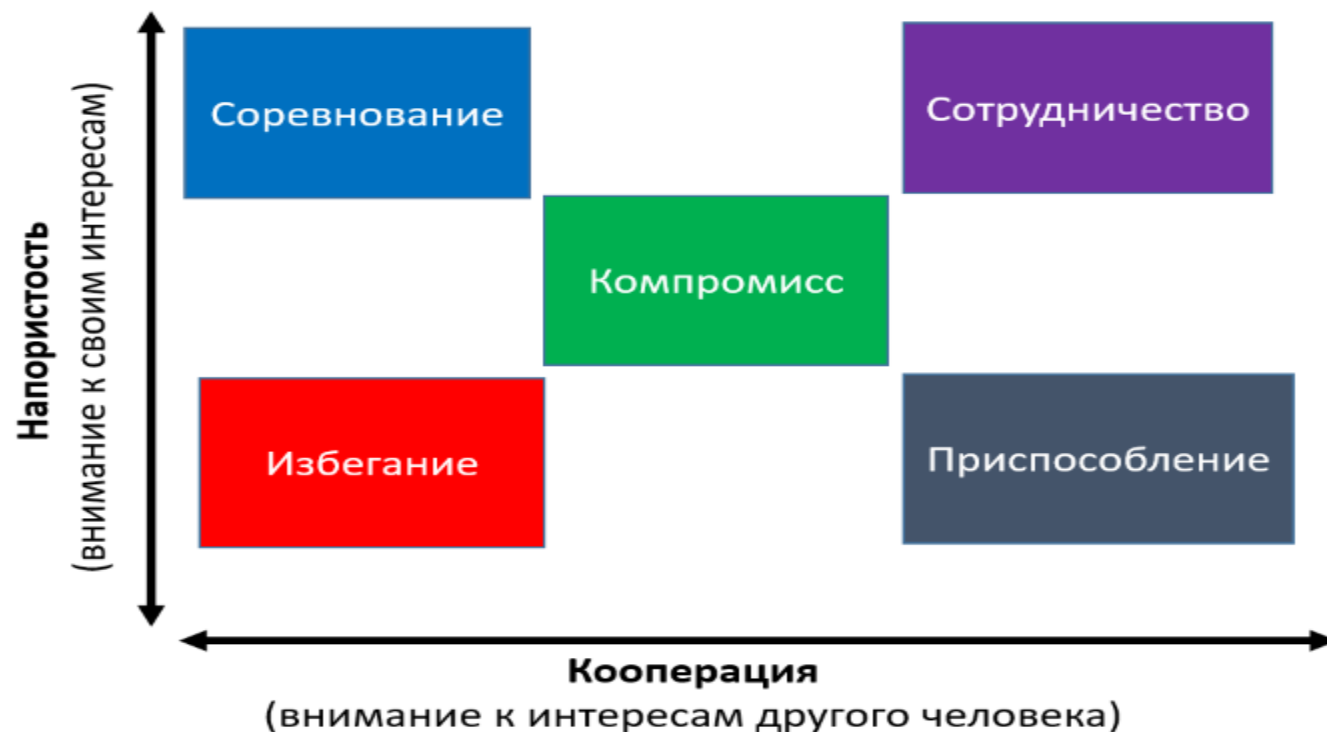 Напористость
(внимание к своим интересам)
Соревнование
Сотрудничество
Компромисс
Избегание
Приспособление
Кооперация
(внимание к интересам другого человека)